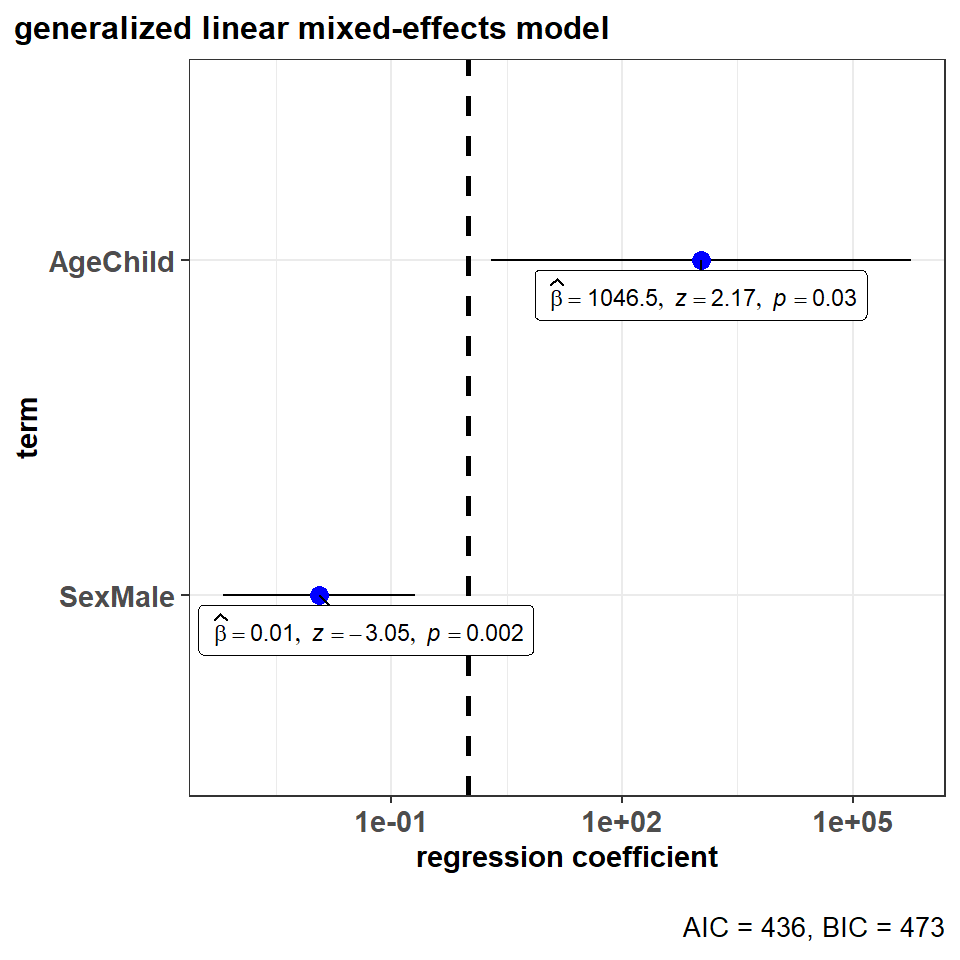 generalized linear mixed-effects model
AgeChild
β̂ = 1046.5, z = 2.17, p = 0.03
term
SexMale
β̂ = 0.01, z = −3.05, p = 0.002
1e-01 1e+02 1e+05
regression coefficient
AIC = 436, BIC = 473